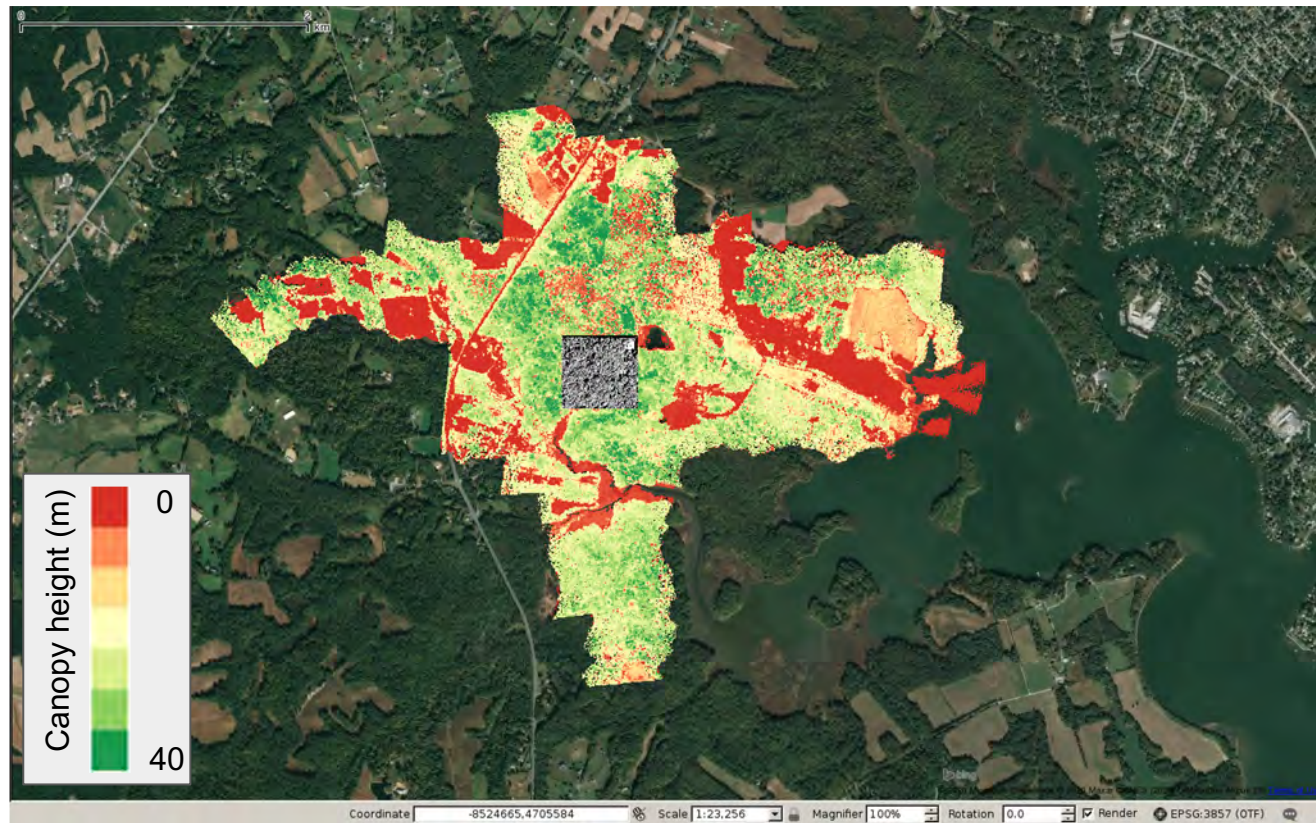 0 2
km
Canopy height (m)
0
40
bing
Coordinate -8524665,4705584 Scale 1:23,256 Magnifier 100% Rotation 0.0 Render EPSG:3857 (OTF)